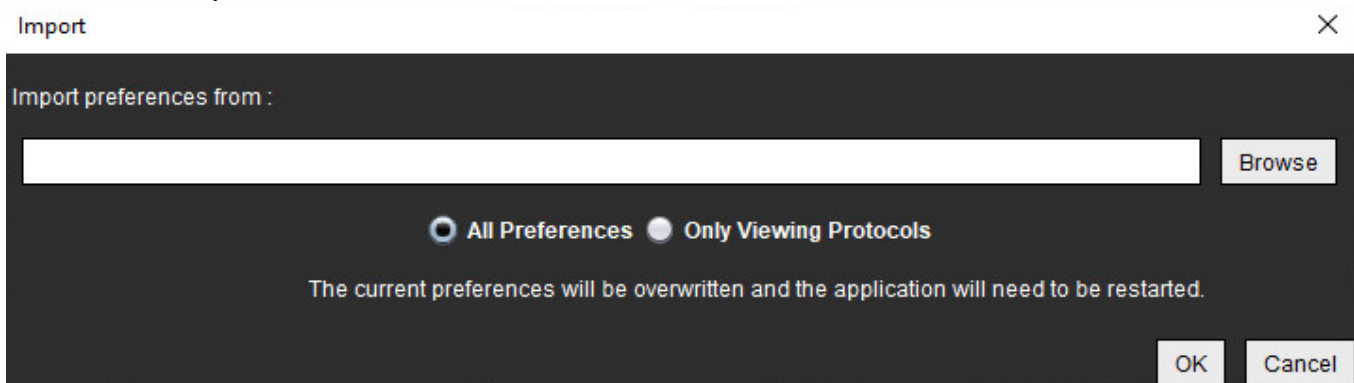 Import
Import preferences from :
Browse
All Preferences Only Viewing Protocols
The current preferences will be overwritten and the application will need to be restarted.
OK Cancel